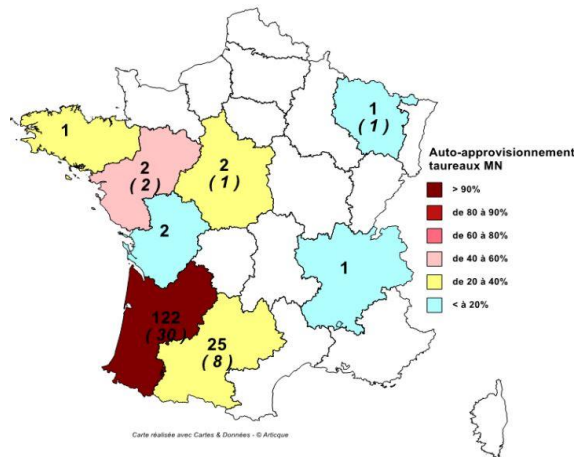 1
( 1 )
1
2
( 2 )
2
( 1 )
2
1
122
( 30 )
25
( 8 )
Auto-approvisionnement
taureaux MN
> 90%
de 80 à 90%
de 60 à 80%
de 40 à 60%
de 20 à 40%
< à 20%
Carte réalisée avec Cartes & Données - © Articque